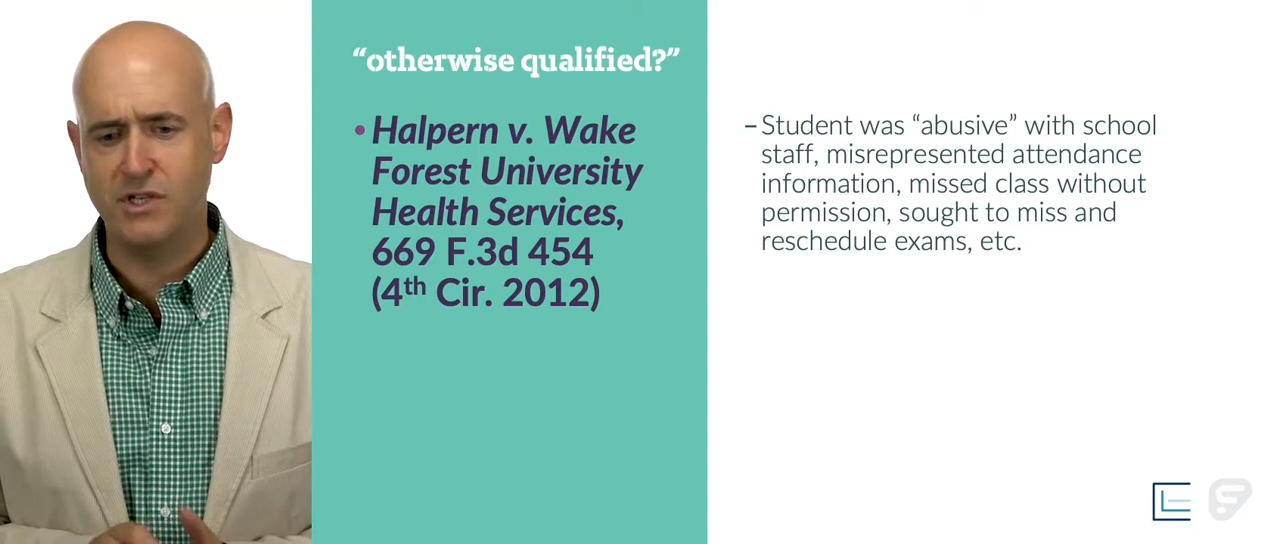 “otherwise qualified?”
• Halpern v. Wake
Forest University
Health Services,
669 F.3d 454
(4th Cir. 2012)
– Student was “abusive” with school
staff, misrepresented attendance
information, missed class without
permission, sought to miss and
reschedule exams, etc.